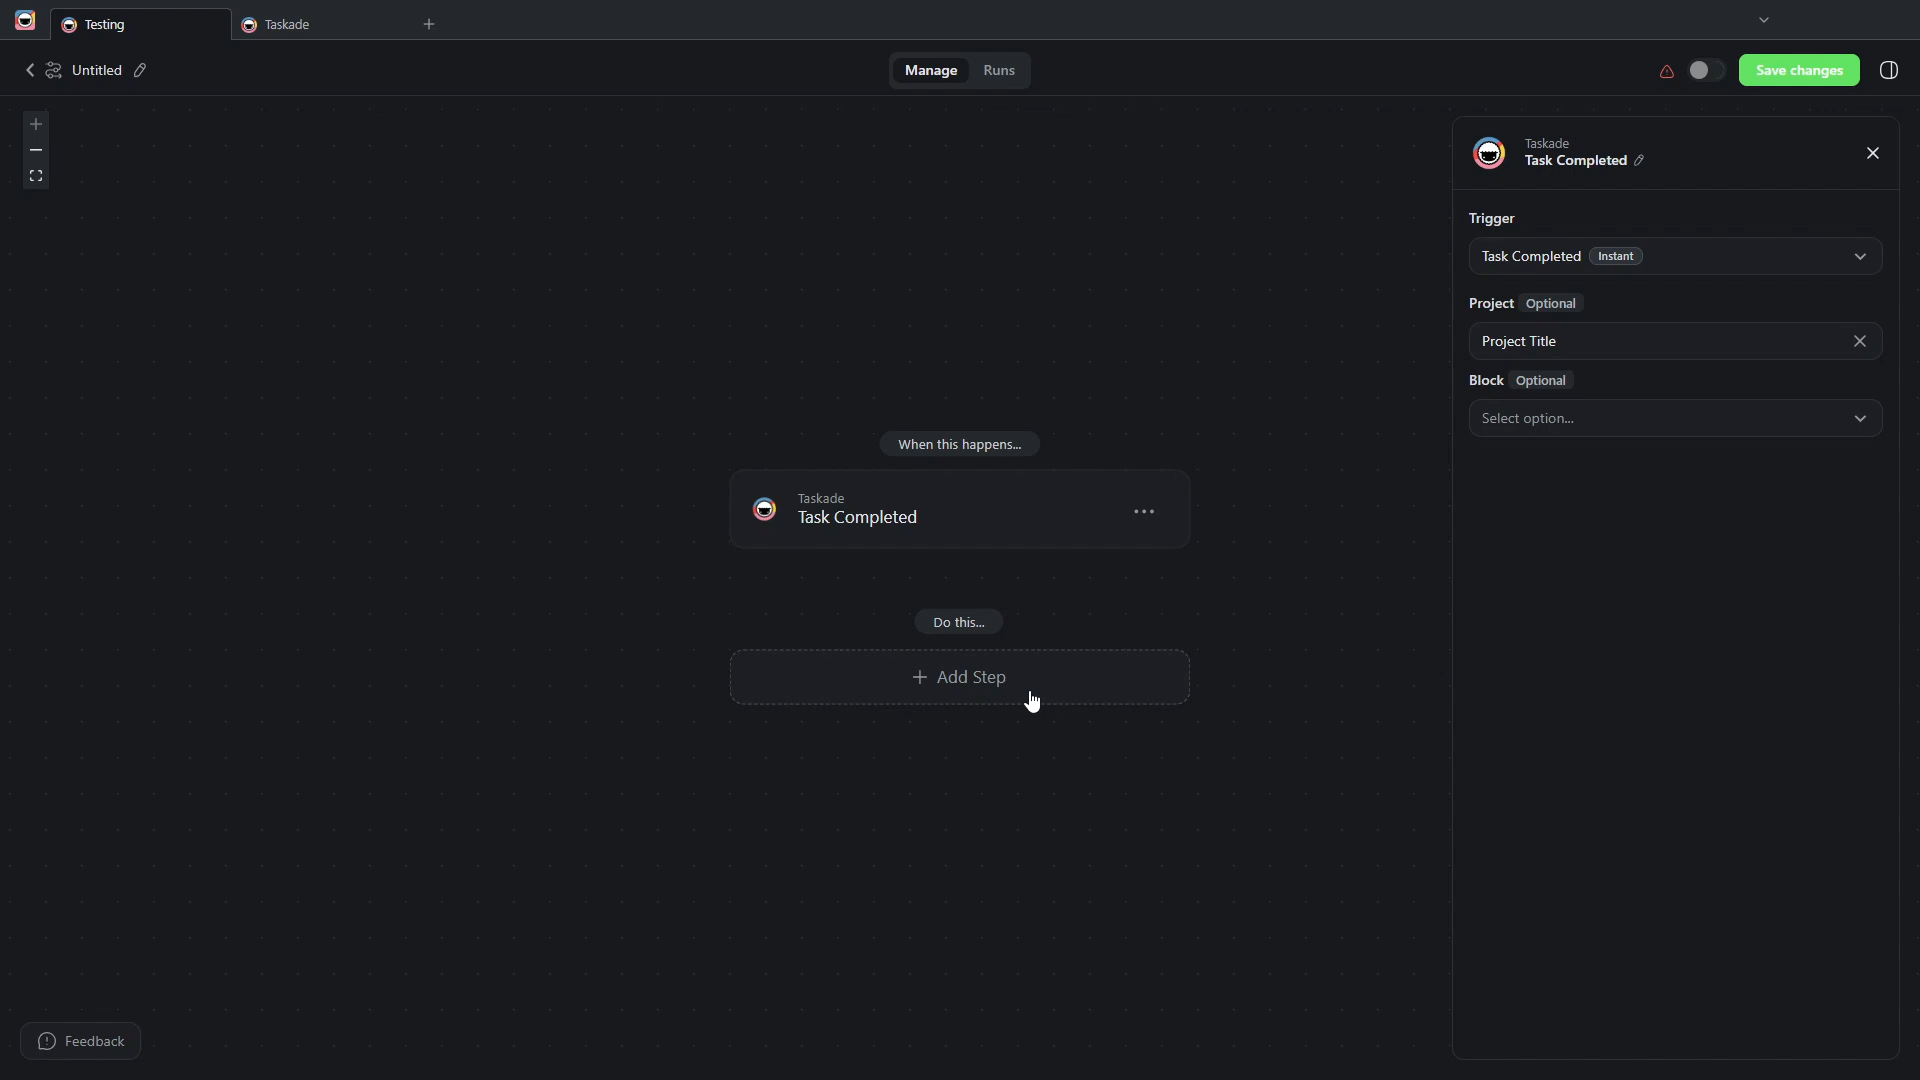 Testing
Taskade
Untitled
Manage
Runs
Save changes
Taskade
Task Completed
Trigger
Task Completed Instant
Project Optional
Project Title
Block Optional
Select option...
When this happens...
Taskade
Task Completed
Do this...
Add Step
Feedback